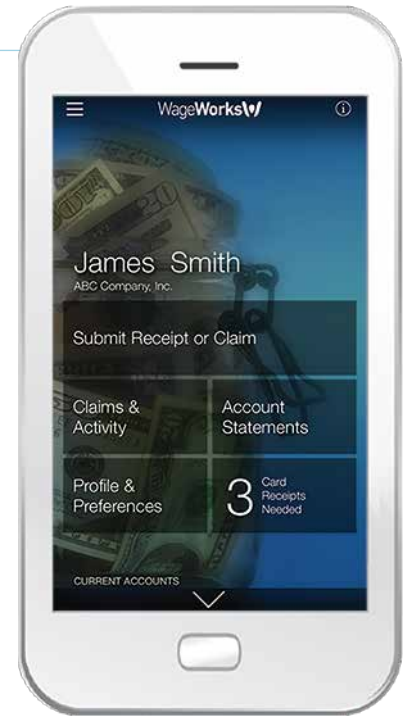 WageWorks
James Smith
ABC Company, Inc.
Submit Receipt or Claim
Claims &
Activity
Account
Statements
Profile &
Preferences
3
Card
Receipts
Needed
CURRENT ACCOUNTS